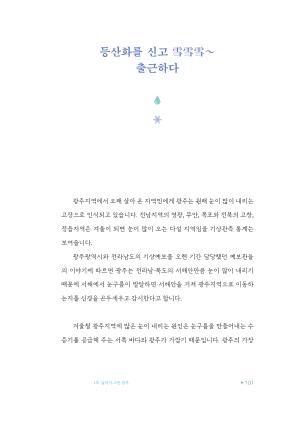 등산화를 신고 雪雪雪~
출근하다
광주지역에서 오래 살아 온 지역민에게 광주는 원래 눈이 많이 내리는
고장으로 인식되고 있습니다. 전남지역의 영광, 무안, 목포와 전북의 고창,
정읍지역은 겨울이 되면 눈이 많이 오는 다설 지역임을 기상관측 통계는
보여줍니다.
광주광역시와 전라남도의 기상예보를 오랜 기간 담당했던 예보관들
의 이야기에 따르면 광주는 전라남·북도의 서해안만큼 눈이 많이 내리기
때문에 서해에서 눈구름이 발달하면 서해안을 거쳐 광주지역으로 이동하
는지를 신경을 곤두세우고 감시한다고 합니다.
겨울철 광주지역에 많은 눈이 내리는 원인은 눈구름을 만들어내는 수
증기를 공급해 주는 서쪽 바다와 광주가 가깝기 때문입니다. 광주의 가장
101